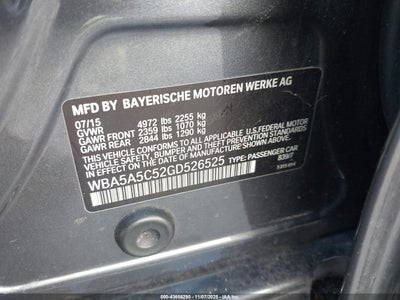 MFD BY BAYERISCHE MOTOREN WERKE AG
07/15
GVWR 4972 lbs 2255 kg
GAWR FRONT 2359 lbs 1070 kg
GAWR REAR 2844 lbs 1290 kg
THIS VEHICLE CONFORMS TO ALL APPLICABLE
U.S. FEDERAL MOTOR
VEHICLE SAFETY, BUMPER, AND THEFT
PREVENTION STANDARDS
IN EFFECT ON THE DATE OF MANUFACTURE
SHOWN ABOVE.
WBA5A5C52GD526525 TYPE: PASSENGER CAR
000 - 43658290 - 11/07/2025 - IAAI